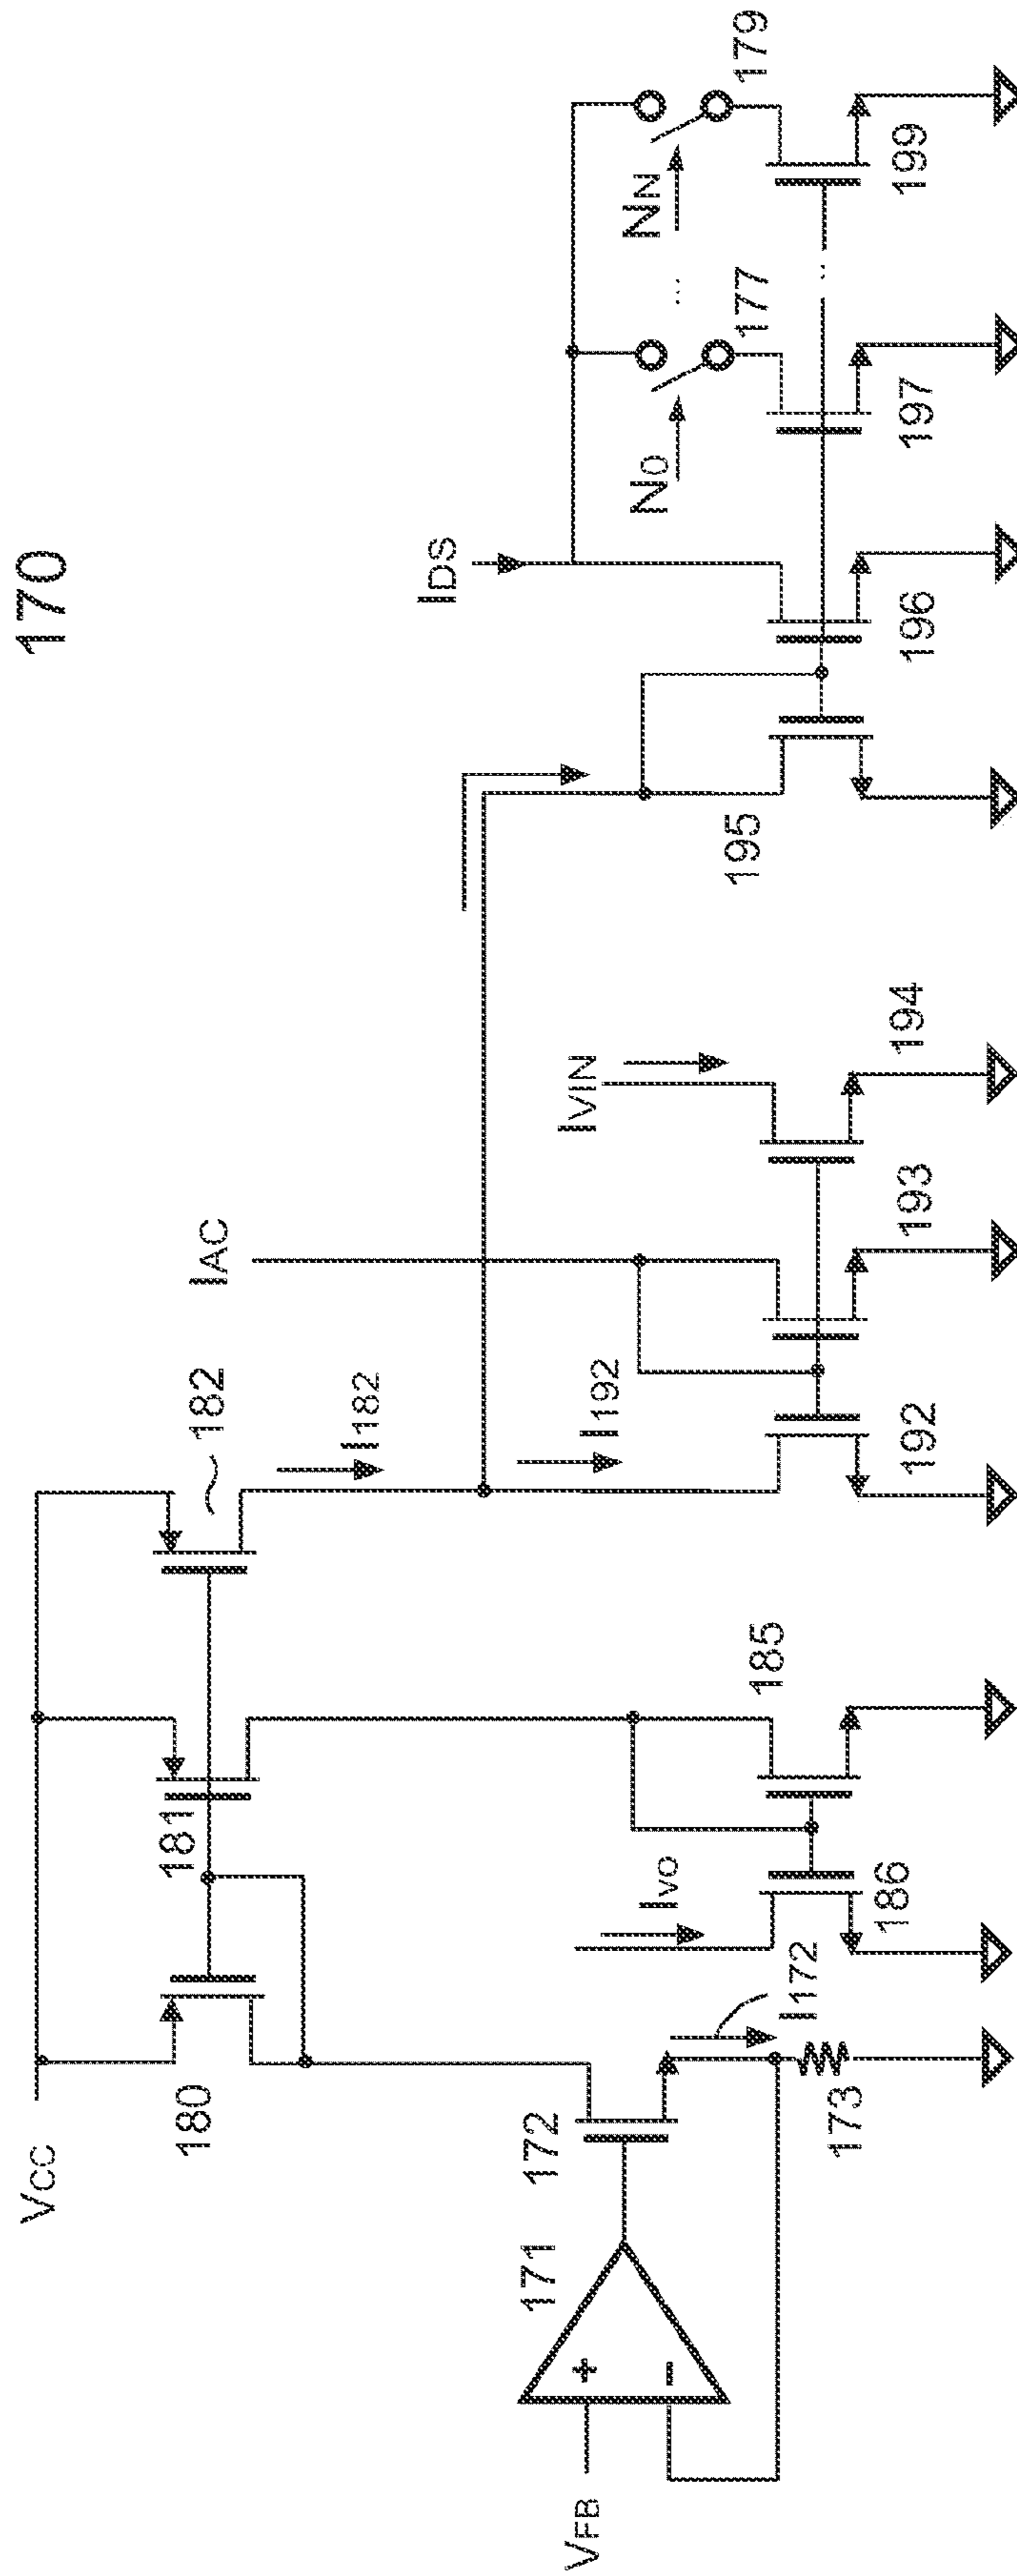 170
VCC
180
181
182
I182
IAC
IDS
I192
IVIN
N0
NN
...
177
179
VFB
+
-
171
172
I172
173
IVO
186
185
192
193
194
195
196
197
199